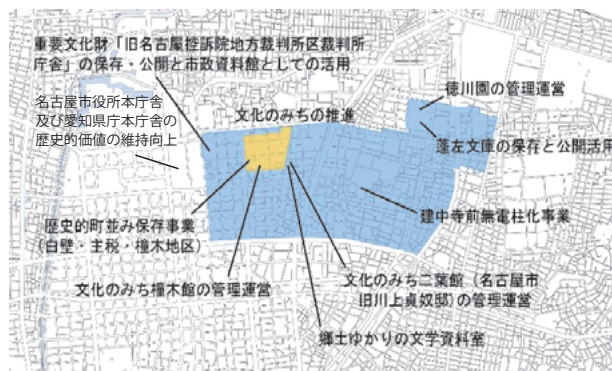 重要文化財「旧名古屋控訴院地方裁判所区裁判所
庁舎」の保存・公開と市政資料館としての活用
名古屋市役所本庁舎
及び愛知県庁本庁舎の
歴史的価値の維持向上
文化のみちの推進
徳川園の管理運営
蓬左文庫の保存と公開活用
建中寺前無電柱化事業
歴史的町並み保存事業
(白壁・主税・橦木地区)
文化のみち橦木館の管理運営
文化のみち二葉館(名古屋市
旧川上貞奴邸)の管理運営
郷土ゆかりの文学資料室